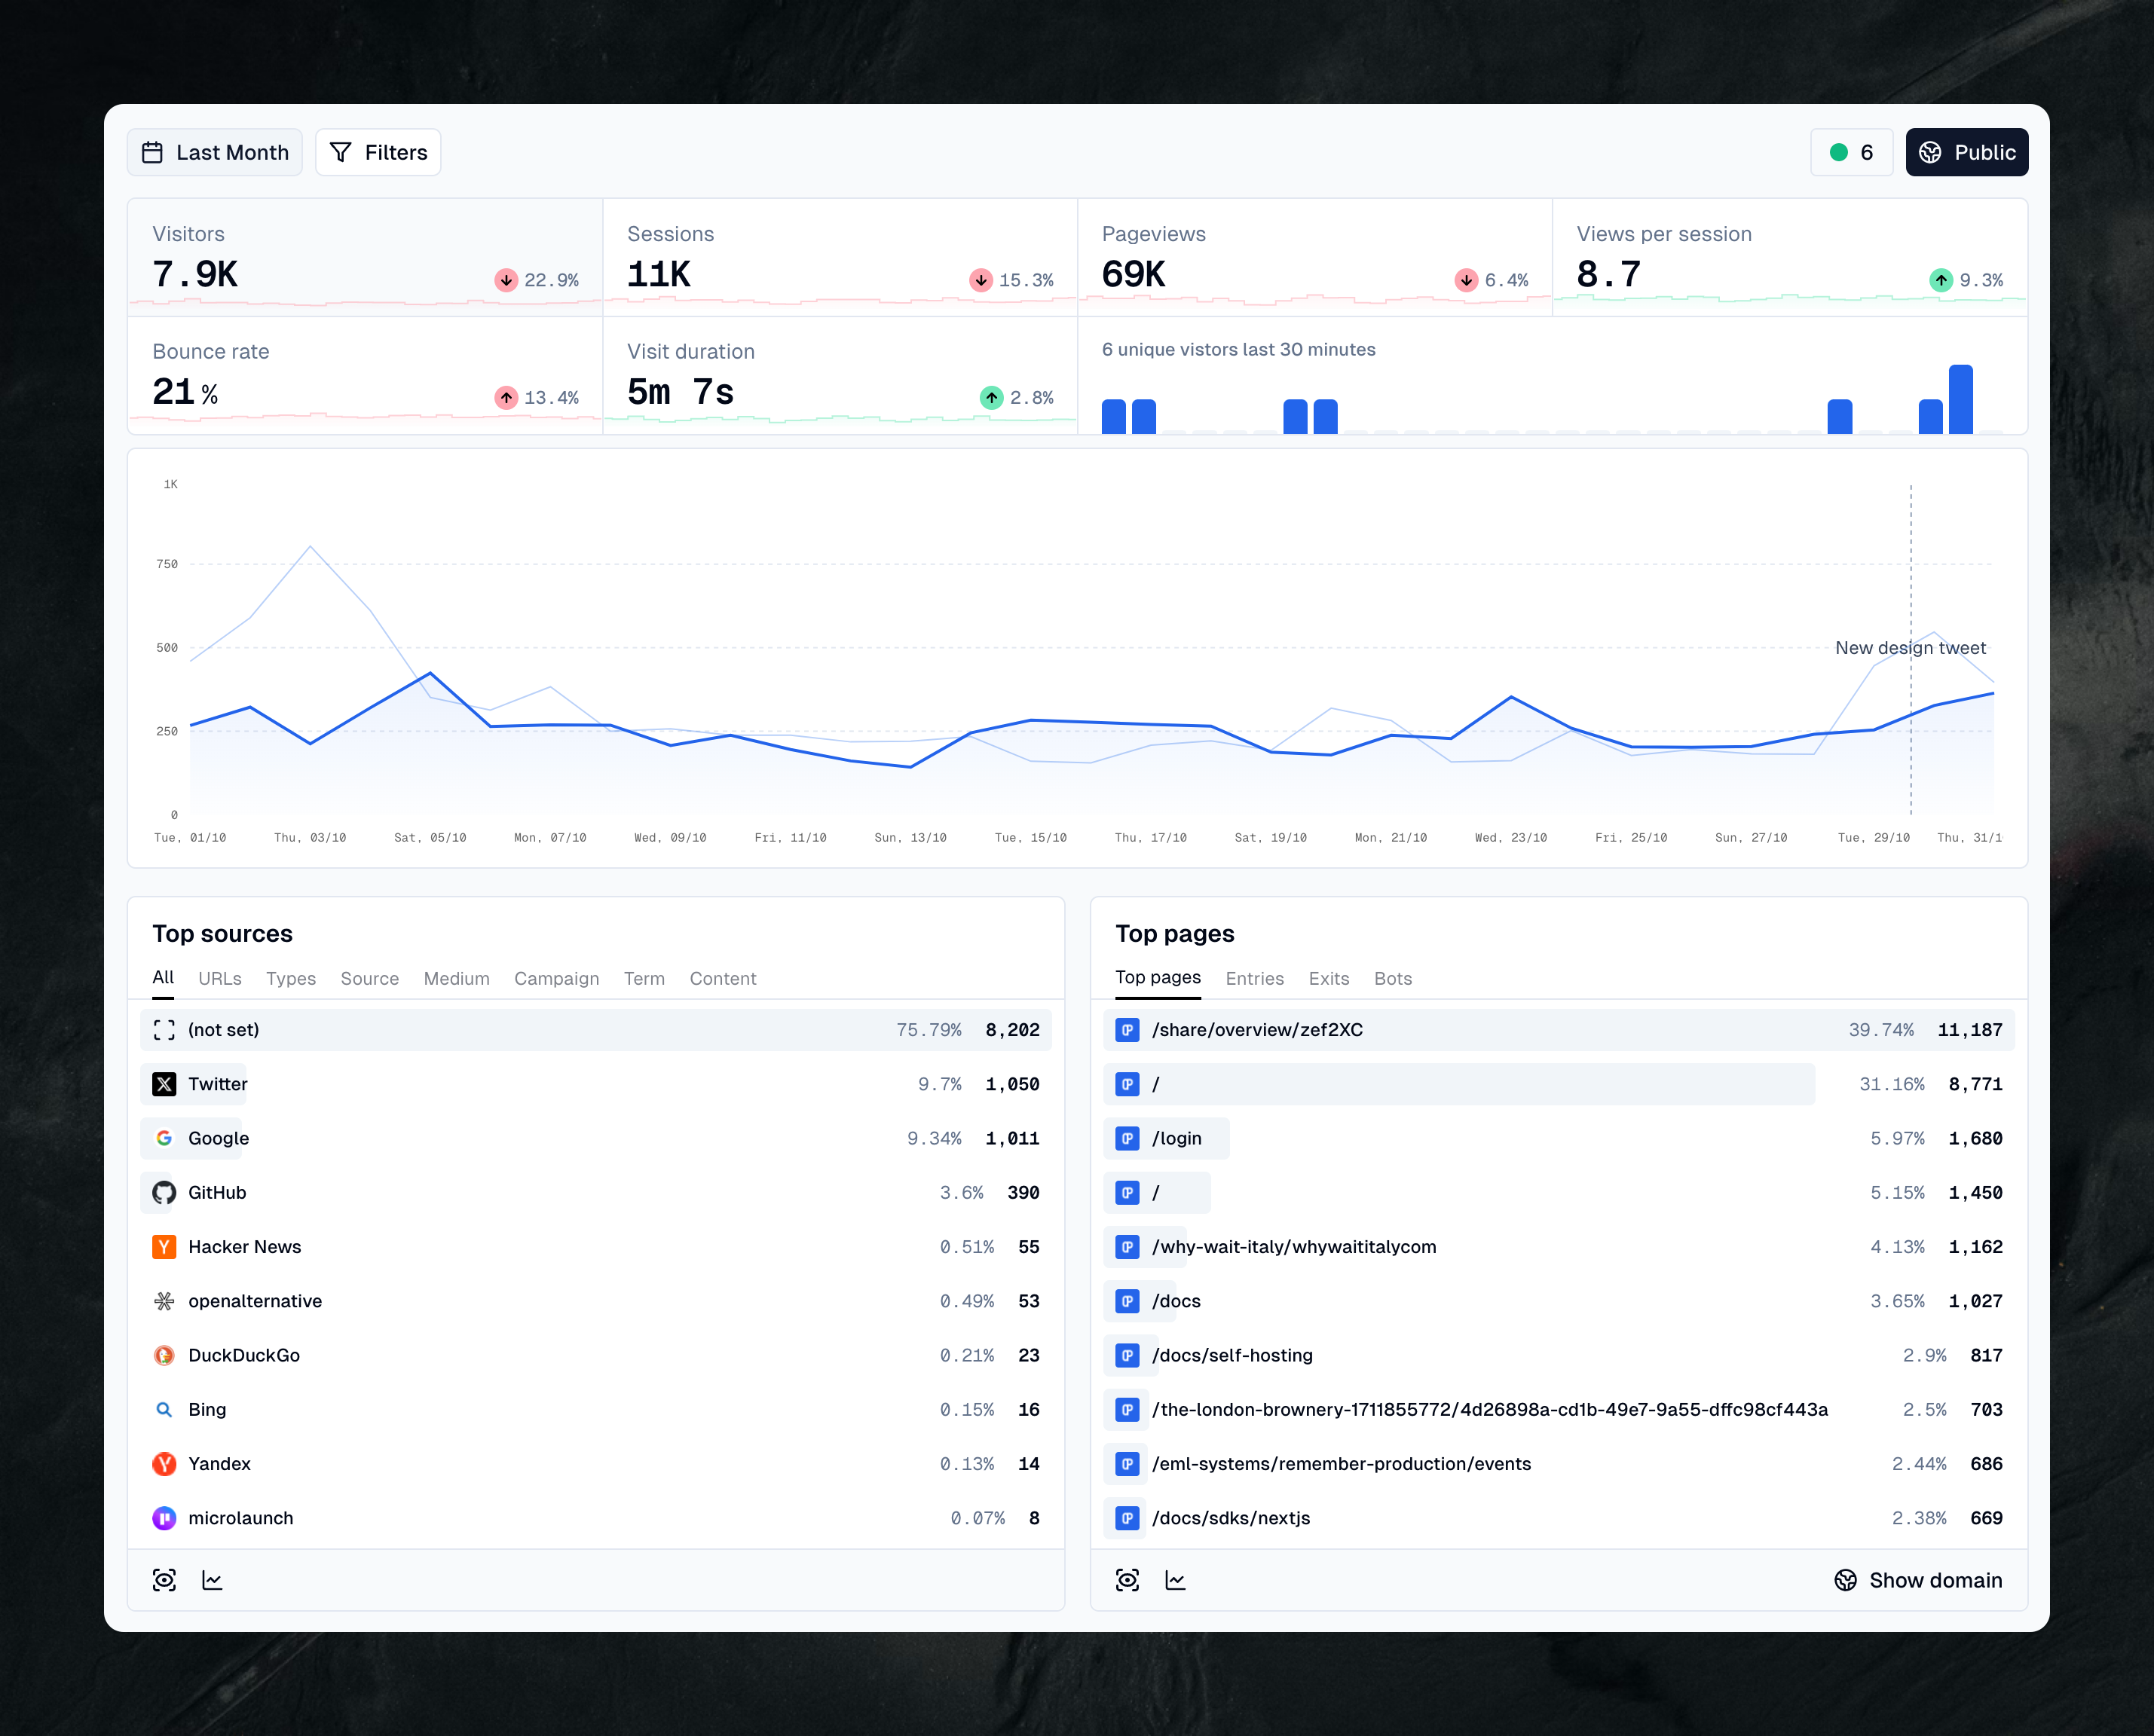 Last Month
Filters
6
Public
Visitors
7.9K
22.9%
Sessions
11K
15.3%
Pageviews
69K
6.4%
Views per session
8.7
9.3%
Bounce rate
21 %
13.4%
Visit duration
5m 7s
2.8%
6 unique vistors last 30 minutes
1K
750
500
250
0
New design tweet
Tue, 01/10
Thu, 03/10
Sat, 05/10
Mon, 07/10
Wed, 09/10
Fri, 11/10
Sun, 13/10
Tue, 15/10
Thu, 17/10
Sat, 19/10
Mon, 21/10
Wed, 23/10
Fri, 25/10
Sun, 27/10
Tue, 29/10
Thu, 31/1
Top sources
All URLs Types Source Medium Campaign Term Content
(not set) 75.79% 8,202
Twitter 9.7% 1,050
Google 9.34% 1,011
GitHub 3.6% 390
Hacker News 0.51% 55
openalternative 0.49% 53
DuckDuckGo 0.21% 23
Bing 0.15% 16
Yandex 0.13% 14
microlaunch 0.07% 8
Top pages
Top pages Entries Exits Bots
/share/overview/zef2XC 39.74% 11,187
/ 31.16% 8,771
/login 5.97% 1,680
/ 5.15% 1,450
/why-wait-italy/whywaititalycom 4.13% 1,162
/docs 3.65% 1,027
/docs/self-hosting 2.9% 817
/the-london-brownery-1711855772/4d26898a-cd1b-49e7-9a55-dffc98cf443a 2.5% 703
/eml-systems/remember-production/events 2.44% 686
/docs/sdks/nextjs 2.38% 669
Show domain